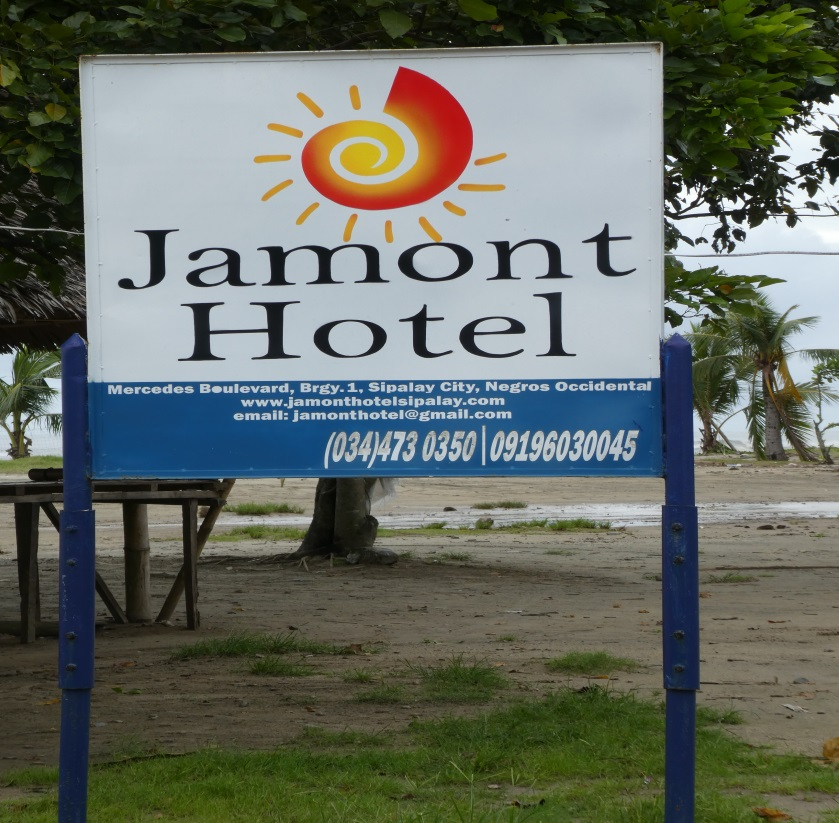 Jamont
Hotel
Mercedes Boulevard, Brgy. 1, Sipalay City, Negros Occidental
www.jamonthotelsipalay.com
email: jamonthotel@gmail.com
(034)473 0350|09196030045